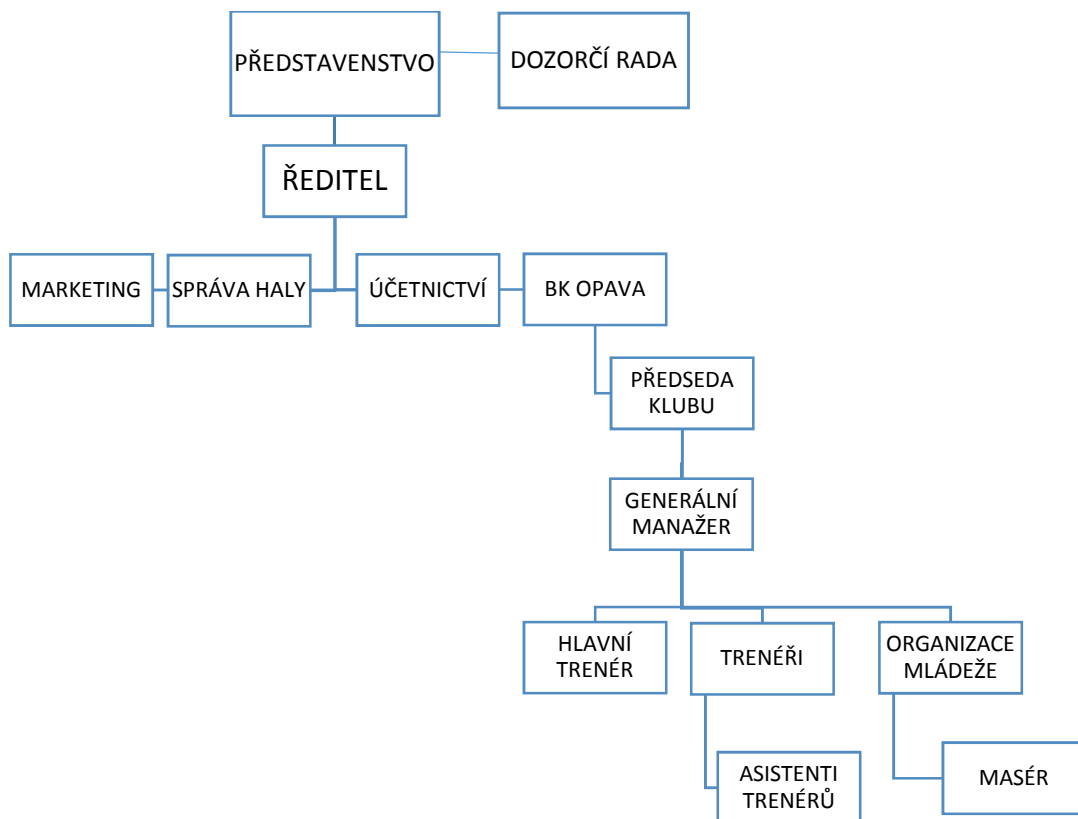 PŘEDSTAVENSTVO
DOZORČÍ RADA
ŘEDITEL
MARKETING
SPRÁVA HALY
ÚČETNICTVÍ
BK OPAVA
PŘEDSEDA
KLUBU
GENERÁLNÍ
MANAŽER
HLAVNÍ
TRENÉR
TRENÉŘI
ORGANIZACE
MLÁDEŽE
ASISTENTI
TRENÉRŮ
MASÉR